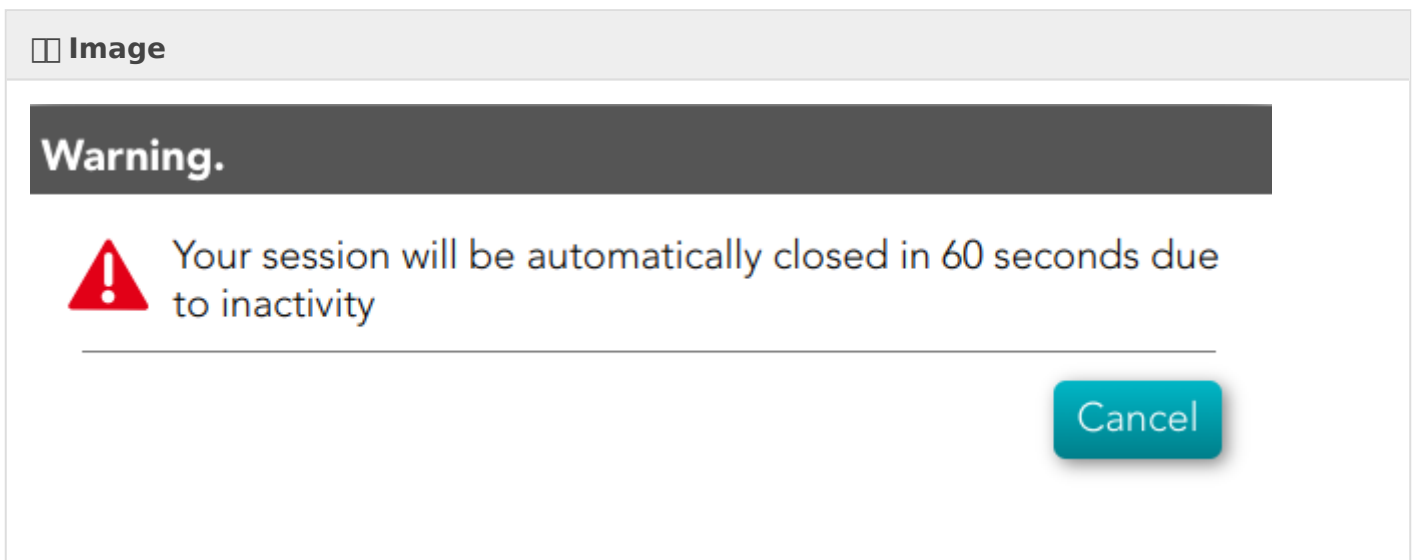 Image
Warning.
Your session will be automatically closed in 60 seconds due
to inactivity
Cancel